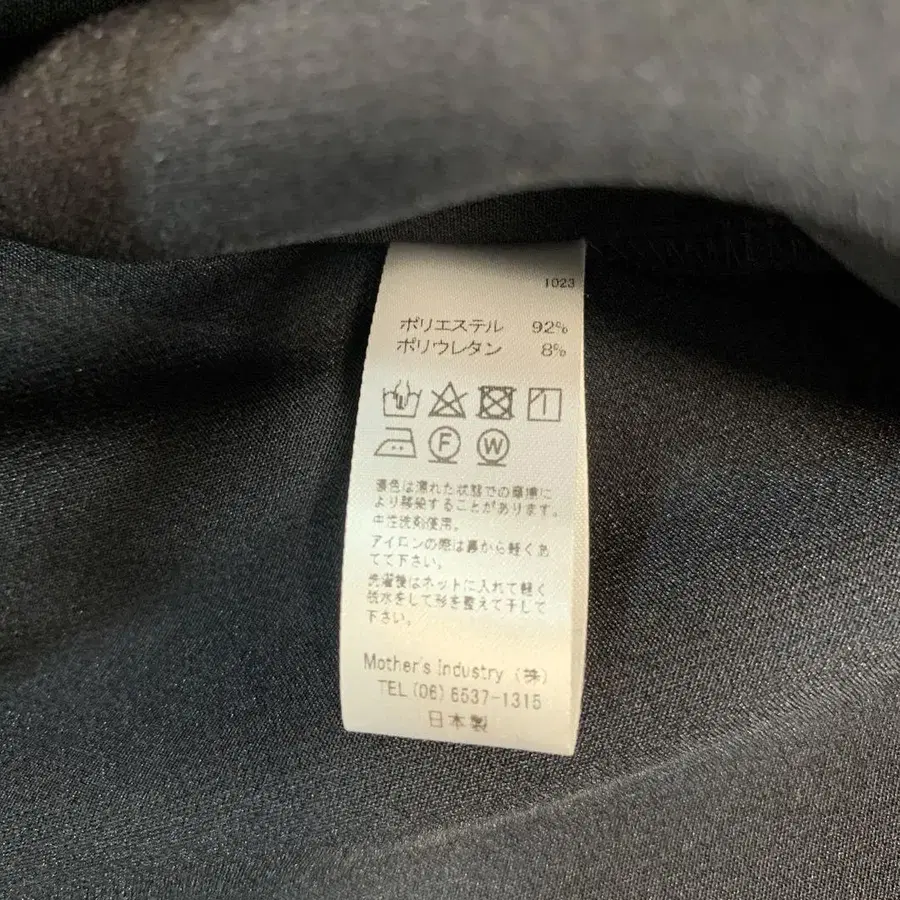 1023
ポリエステル 92%
ポリウレタン 8%
F W
濃色は濡れた状態での摩擦に
より移染することがあります。
中性洗剤使用。
アイロンの際は裏から軽くあ
てて下さい。
洗濯後はネットに入れて軽く
脱水をして形を整えて干して
下さい。
Mother's Industry (株)
TEL (06) 6537-1315
日本製